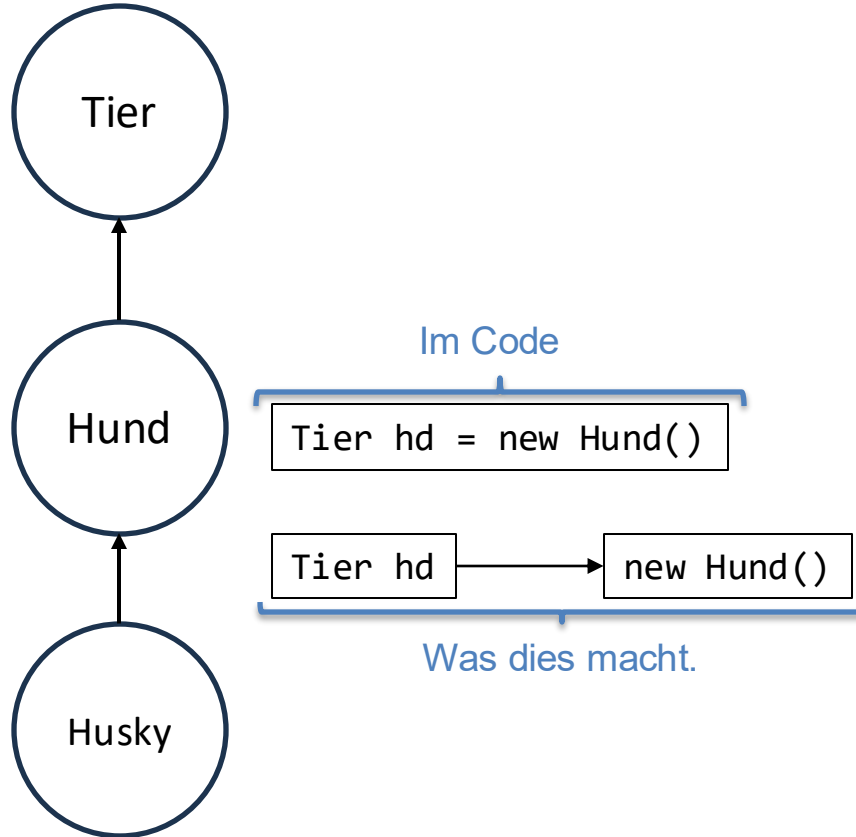 Tier
Im Code
Hund
Tier hd = new Hund()
Tier hd
new Hund()
Was dies macht.
Husky